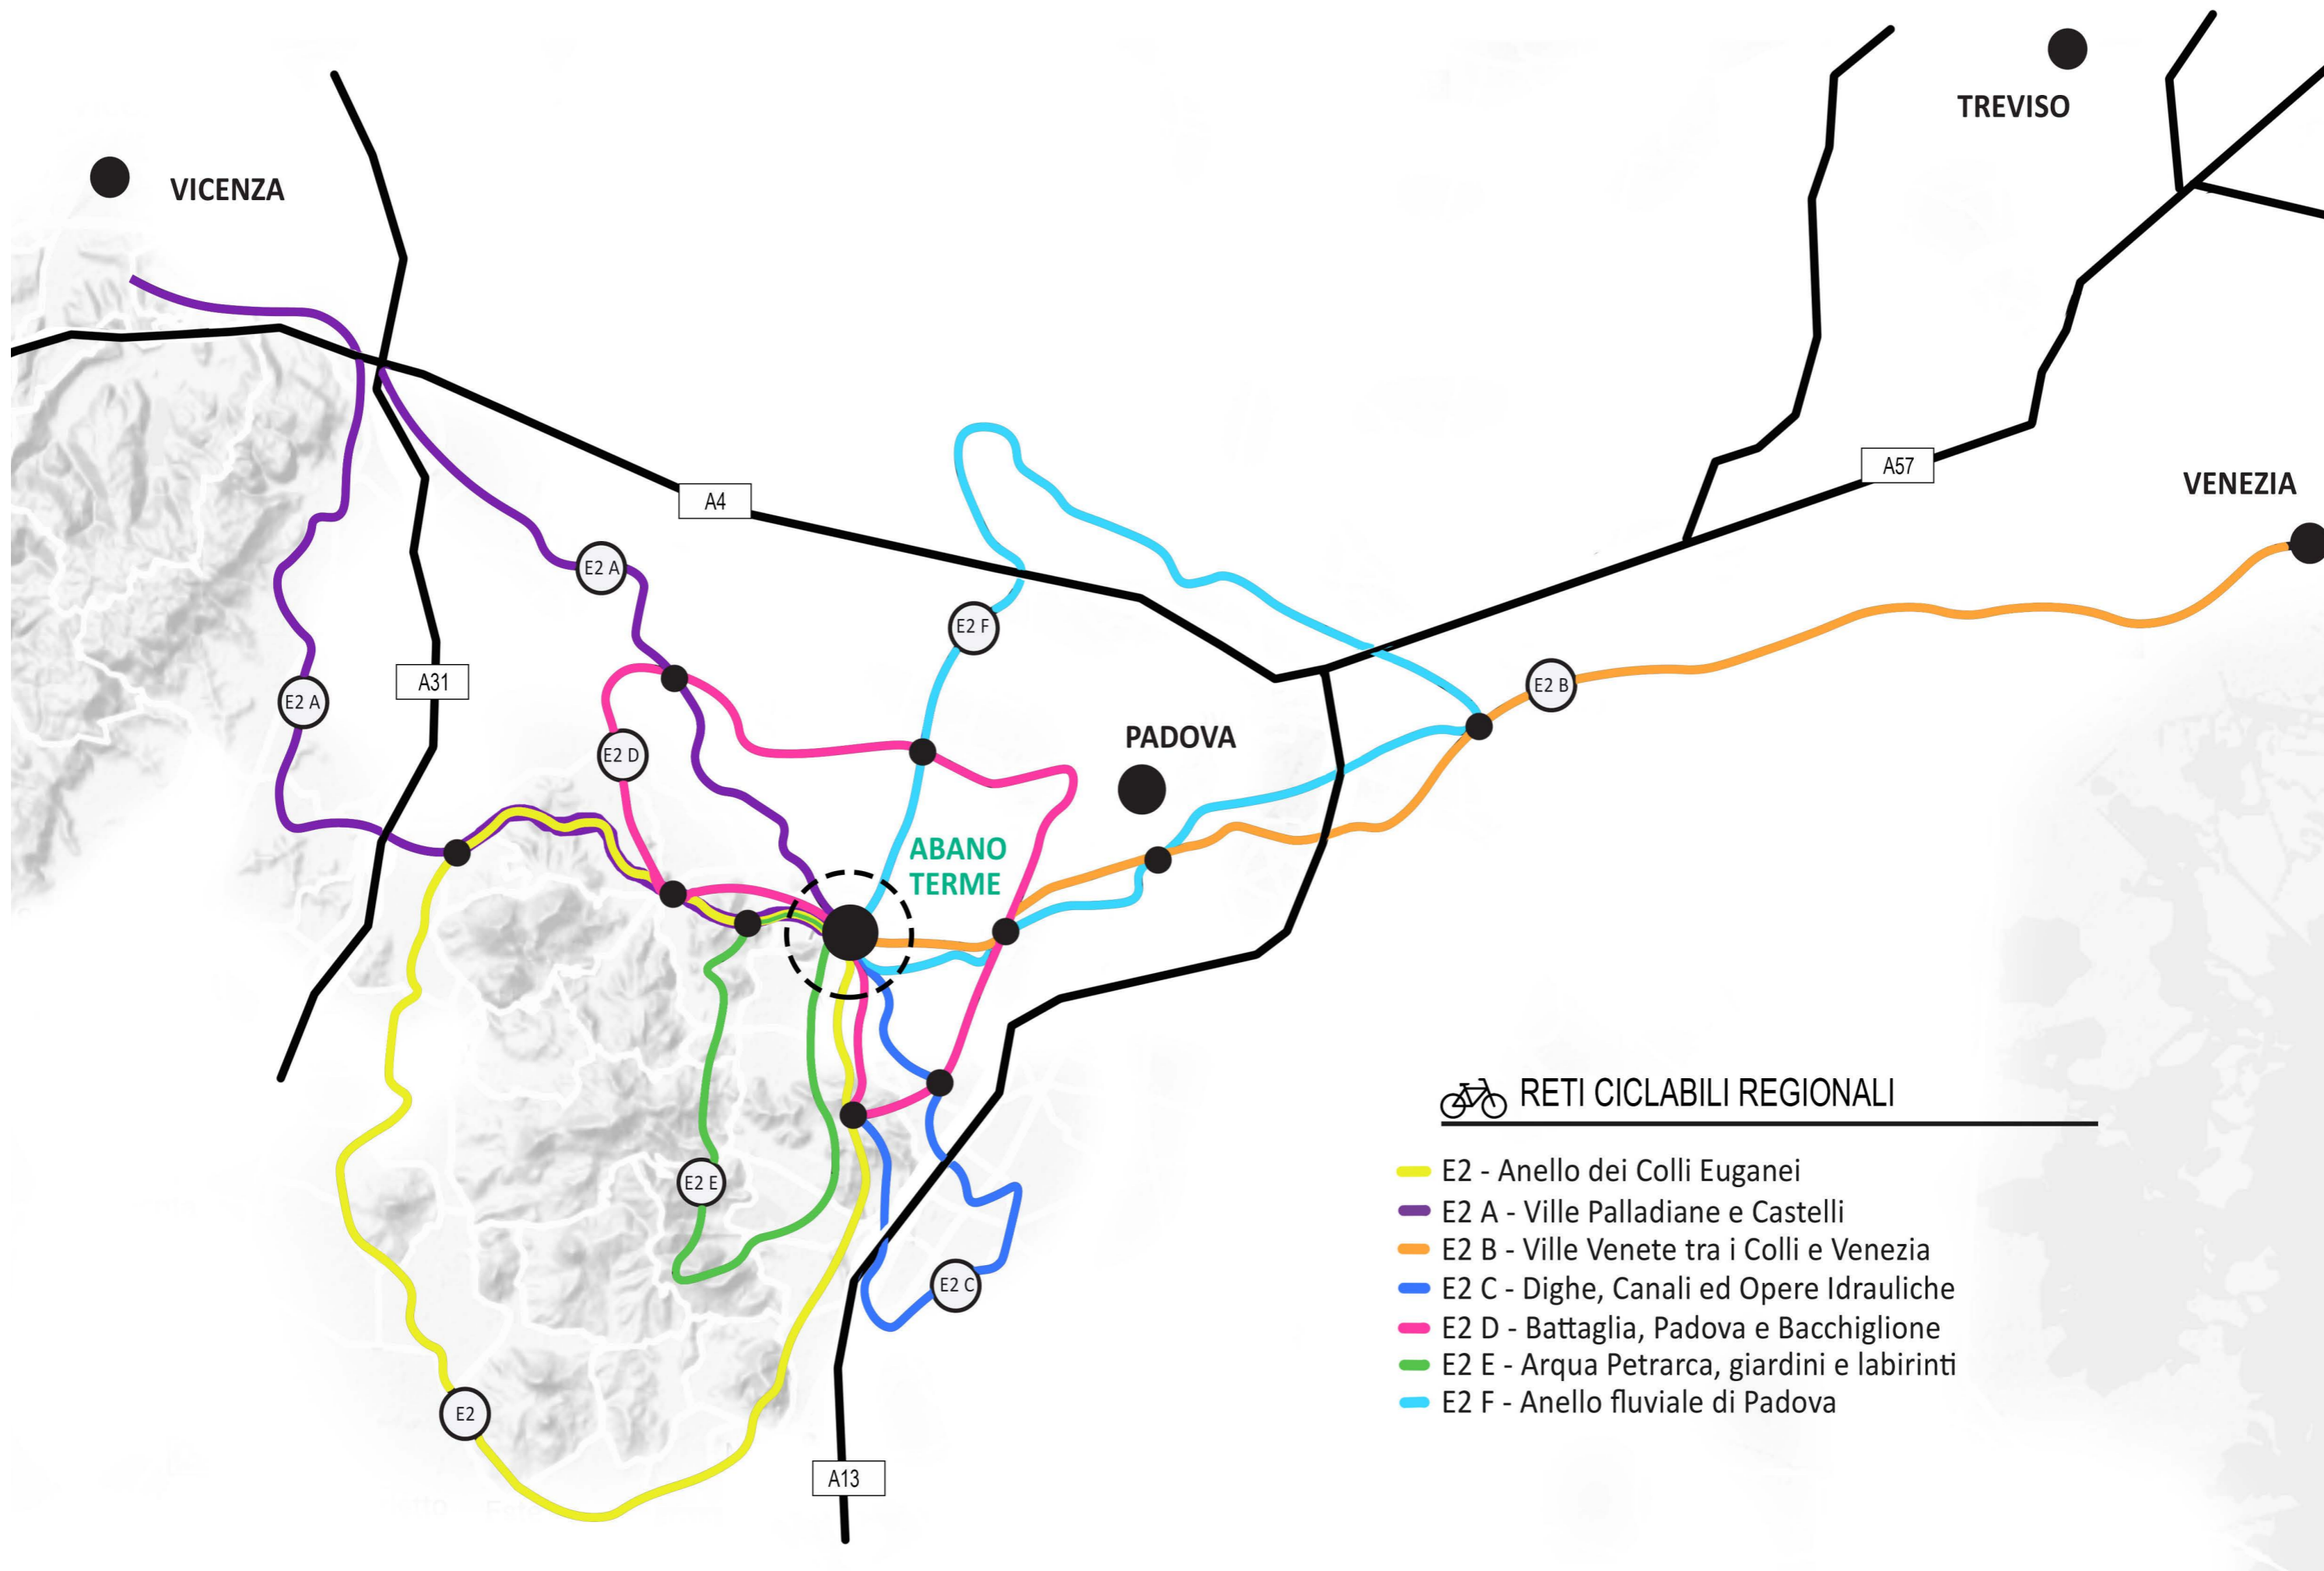 TREVISO
VICENZA
A57
VENEZIA
A4
E2 A
E2 F
A31
E2 B
E2 A
PADOVA
E2 D
ABANO
TERME
RETI CICLABILI REGIONALI
E2 - Anello dei Colli Euganei
E2 A - Ville Palladiane e Castelli
E2 B - Ville Venete tra i Colli e Venezia
E2 C - Dighe, Canali ed Opere Idrauliche
E2 D - Battaglia, Padova e Bacchiglione
E2 E - Arqua Petrarca, giardini e labirinti
E2 F - Anello fluviale di Padova
E2 E
E2 C
E2
A13